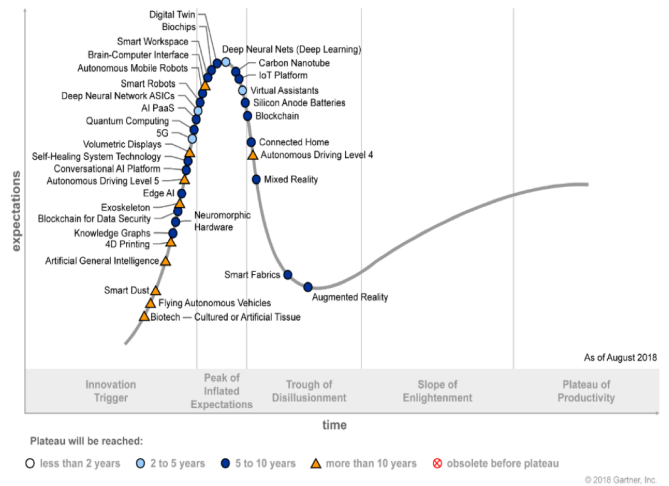 Digital Twin
Biochips
Smart Workspace
Brain-Computer Interface
Autonomous Mobile Robots
Smart Robots
Deep Neural Network ASICs
AI PaaS
Quantum Computing
5G
Volumetric Displays
Self-Healing System Technology
Conversational AI Platform
Autonomous Driving Level 5
Edge AI
Exoskeleton
Blockchain for Data Security
Neuromorphic
Hardware
Knowledge Graphs
4D Printing
Artificial General Intelligence
Smart Dust
Flying Autonomous Vehicles
Biotech — Cultured or Artificial Tissue
Deep Neural Nets (Deep Learning)
Carbon Nanotube
IoT Platform
Virtual Assistants
Silicon Anode Batteries
Blockchain
Connected Home
Autonomous Driving Level 4
Mixed Reality
Smart Fabrics
Augmented Reality
expectations
As of August 2018
Innovation
Trigger
Peak of
Inflated
Expectations
Trough of
Disillusionment
Slope of
Enlightenment
Plateau of
Productivity
time
Plateau will be reached:
less than 2 years
2 to 5 years
5 to 10 years
more than 10 years
obsolete before plateau
© 2018 Gartner, Inc.